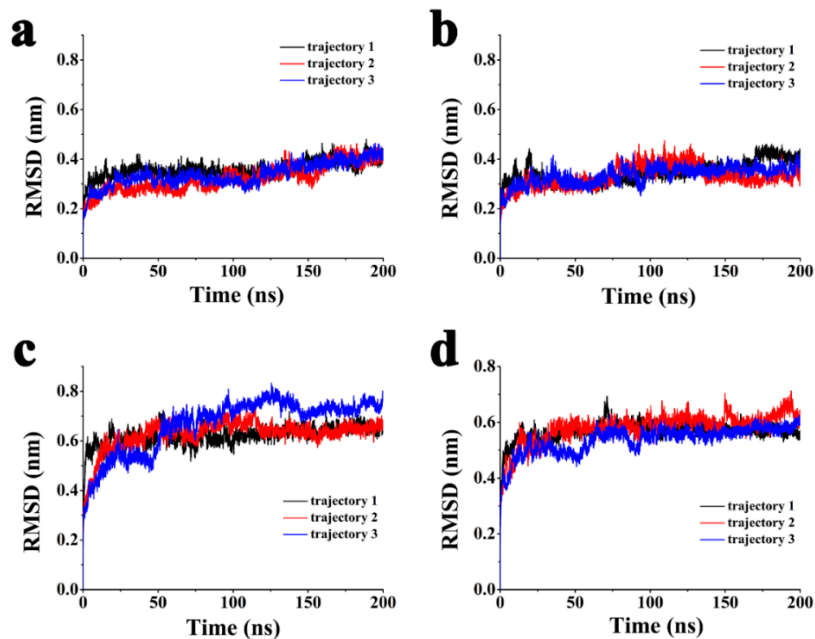 a
trajectory 1
trajectory 2
trajectory 3
RMSD (nm)
0.8
0.6
0.4
0.2
0.0
0 50 100 150 200
Time (ns)
b
trajectory 1
trajectory 2
trajectory 3
RMSD (nm)
0.8
0.6
0.4
0.2
0.0
0 50 100 150 200
Time (ns)
c
RMSD (nm)
0.8
0.6
0.4
0.2
0.0
trajectory 1
trajectory 2
trajectory 3
0 50 100 150 200
Time (ns)
d
RMSD (nm)
0.8
0.6
0.4
0.2
0.0
trajectory 1
trajectory 2
trajectory 3
0 50 100 150 200
Time (ns)